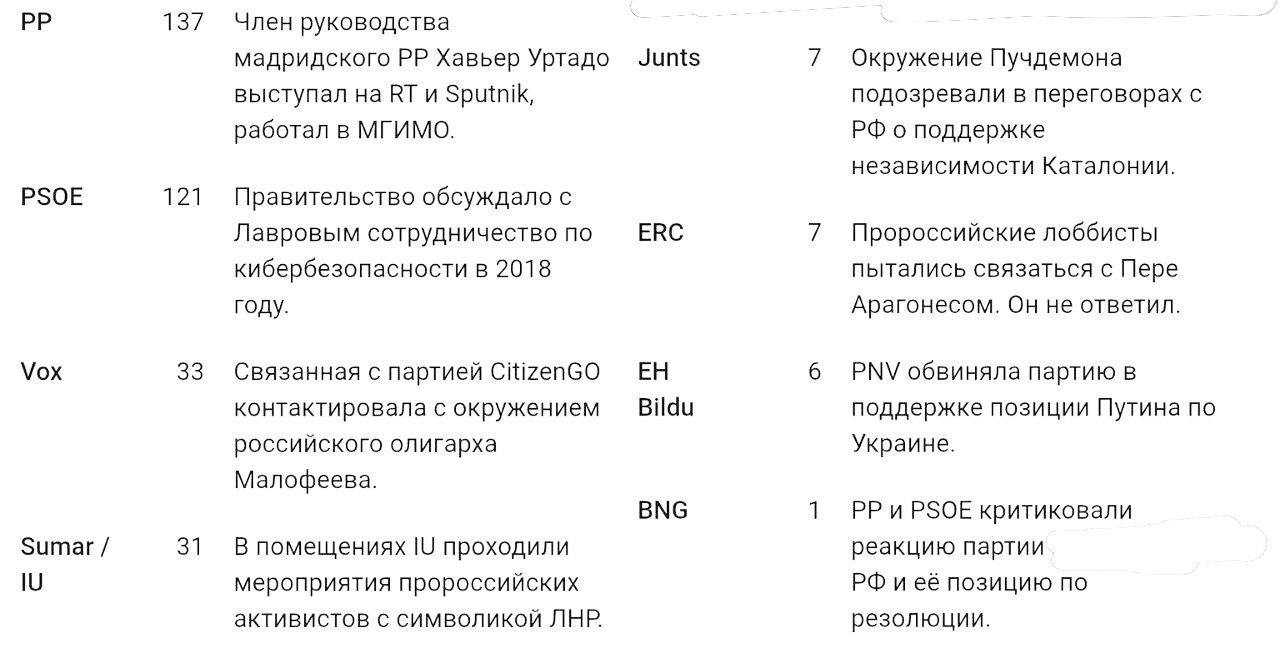 PP 137 Член руководства
мадридского PP Хавьер Уртадо
выступал на RT и Sputnik,
работал в МГИМО.
PSOE 121 Правительство обсуждало с
Лавровым сотрудничество по
кибербезопасности в 2018
году.
Vox 33 Связанная с партией CitizenGO
контактировала с окружением
российского олигарха
Малофеева.
Sumar / 31 В помещениях IU проходили
IU мероприятия пророссийских
активистов с символикой ЛНР.
Junts 7 Окружение Пучдемона
подозревали в переговорах с
РФ о поддержке
независимости Каталонии.
ERC 7 Пророссийские лоббисты
пытались связаться с Пере
Арагонесом. Он не ответил.
EH 6 PNV обвиняла партию в
Bildu поддержке позиции Путина по
Украине.
BNG 1 PP и PSOE критиковали
реакцию партии
РФ и её позицию по
резолюции.